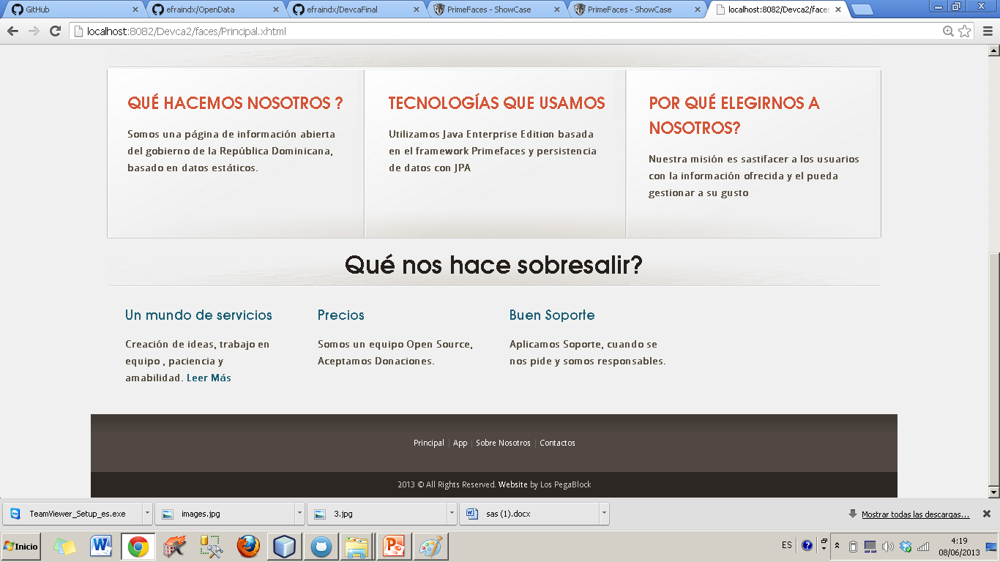 GitHub
efraindx/OpenData
efraindx/DevcaFinal
PrimeFaces - ShowCase
PrimeFaces - ShowCase
localhost:8082/Devca2/faces
localhost:8082/Devca2/faces/Principal.xhtml
QUÉ HACEMOS NOSOTROS ?
Somos una página de información abierta
del gobierno de la República Dominicana,
basado en datos estáticos.
TECNOLOGÍAS QUE USAMOS
Utilizamos Java Enterprise Edition basada
en el framework Primefaces y persistencia
de datos con JPA
POR QUÉ ELEGIRNOS A
NOSOTROS?
Nuestra misión es sastifacer a los usuarios
con la información ofrecida y el pueda
gestionar a su gusto
Qué nos hace sobresalir?
Un mundo de servicios
Creación de ideas, trabajo en
equipo , paciencia y
amabilidad. Leer Más
Precios
Somos un equipo Open Source,
Aceptamos Donaciones.
Buen Soporte
Aplicamos Soporte, cuando se
nos pide y somos responsables.
Principal | App | Sobre Nosotros | Contactos
2013 © All Rights Reserved. Website by Los PegaBlock
TeamViewer_Setup_es.exe
images.jpg
3.jpg
sas (1).docx
Mostrar todas las descargas...
Inicio
ES
4:19
08/06/2013